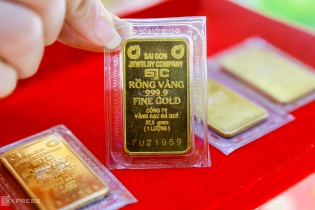 SAI GON
JEWELRY COMPANY
SJC
RỒNG VÀNG
999.9
FINE GOLD
CÔNG TY
VÀNG BẠC ĐÁ QUÝ
37,5 gram
(1 LƯỢNG)
FU21959
EXPRESS